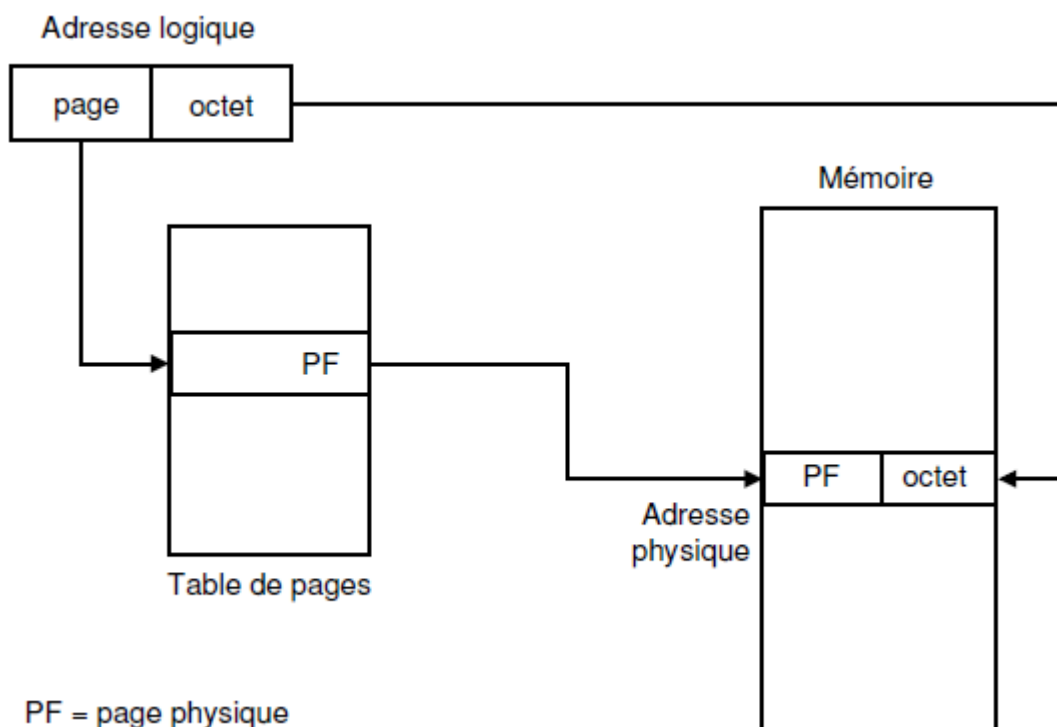 Adresse logique
page octet
Mémoire
PF
PF octet
Adresse
physique
Table de pages
PF = page physique